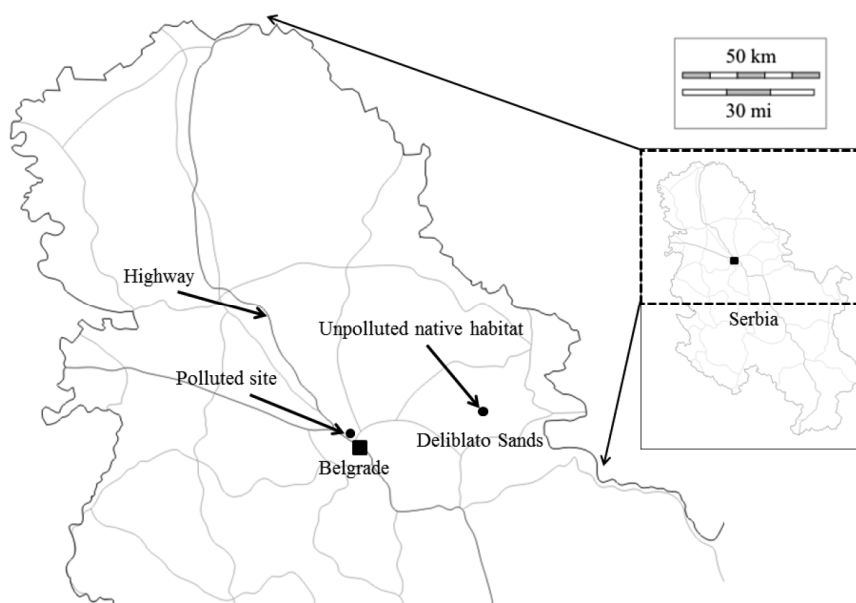 50 km
30 mi
Highway
Unpolluted native habitat
Serbia
Polluted site
Deliblato Sands
Belgrade